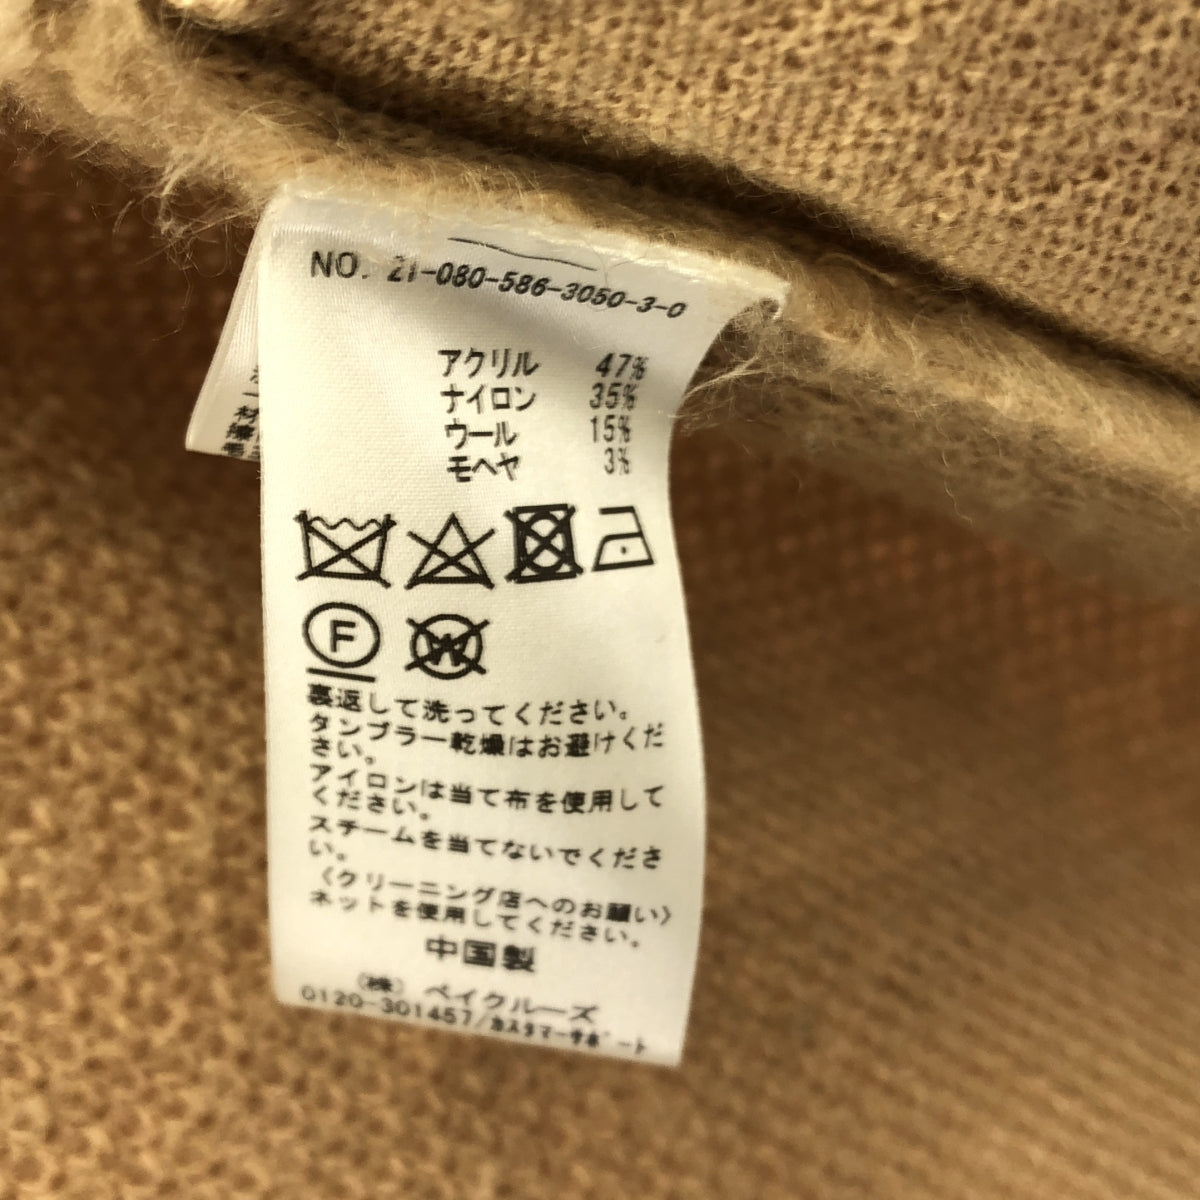 NO. 21-080-586-3050-3-0
アクリル 47%
ナイロン 35%
ウール 15%
モヘヤ 3%
F
W
裏返して洗ってください。
タンブラー乾燥はお避けくだ
さい。
アイロンは当て布を使用して
ください。
スチームを当てないでくださ
い。
〈クリーニング店へのお願い〉
ネットを使用してください。
中国製
(株) ベイクルーズ
0120-301457/カスタマーサポート